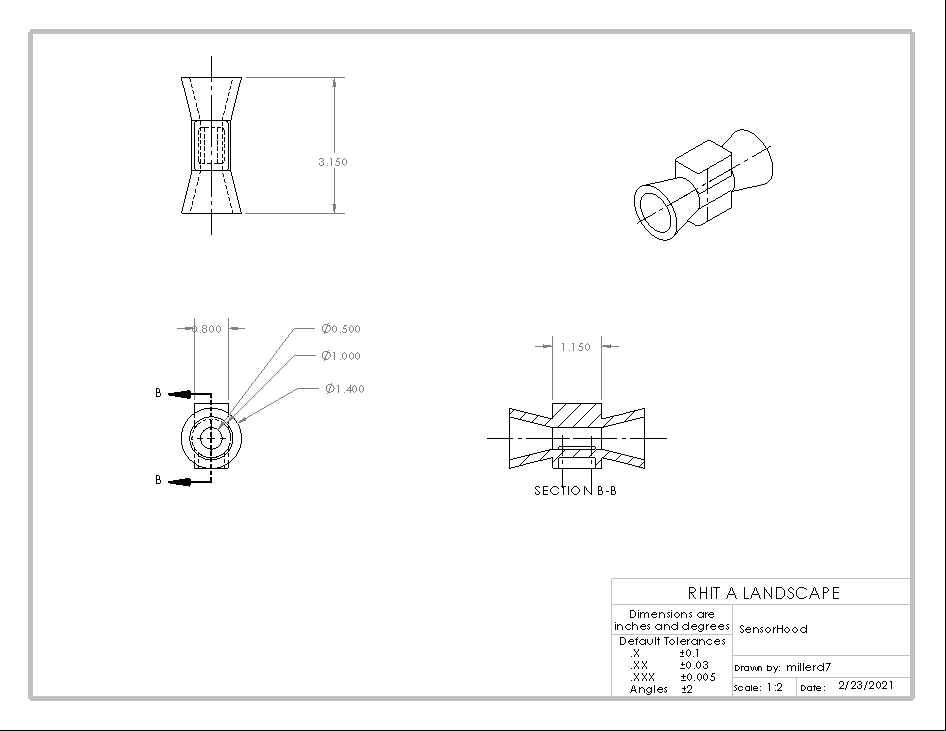 3.150
0.800
Ø0.500
Ø1.000
Ø1.400
B
B
1.150
SECTION B-B
RHIT A LANDSCAPE
Dimensions are
inches and degrees
Default Tolerances
.X ±0.1
.XX ±0.03
.XXX ±0.005
Angles ±2
SensorHood
Drawn by: millerd7
Scale: 1:2 Date: 2/23/2021